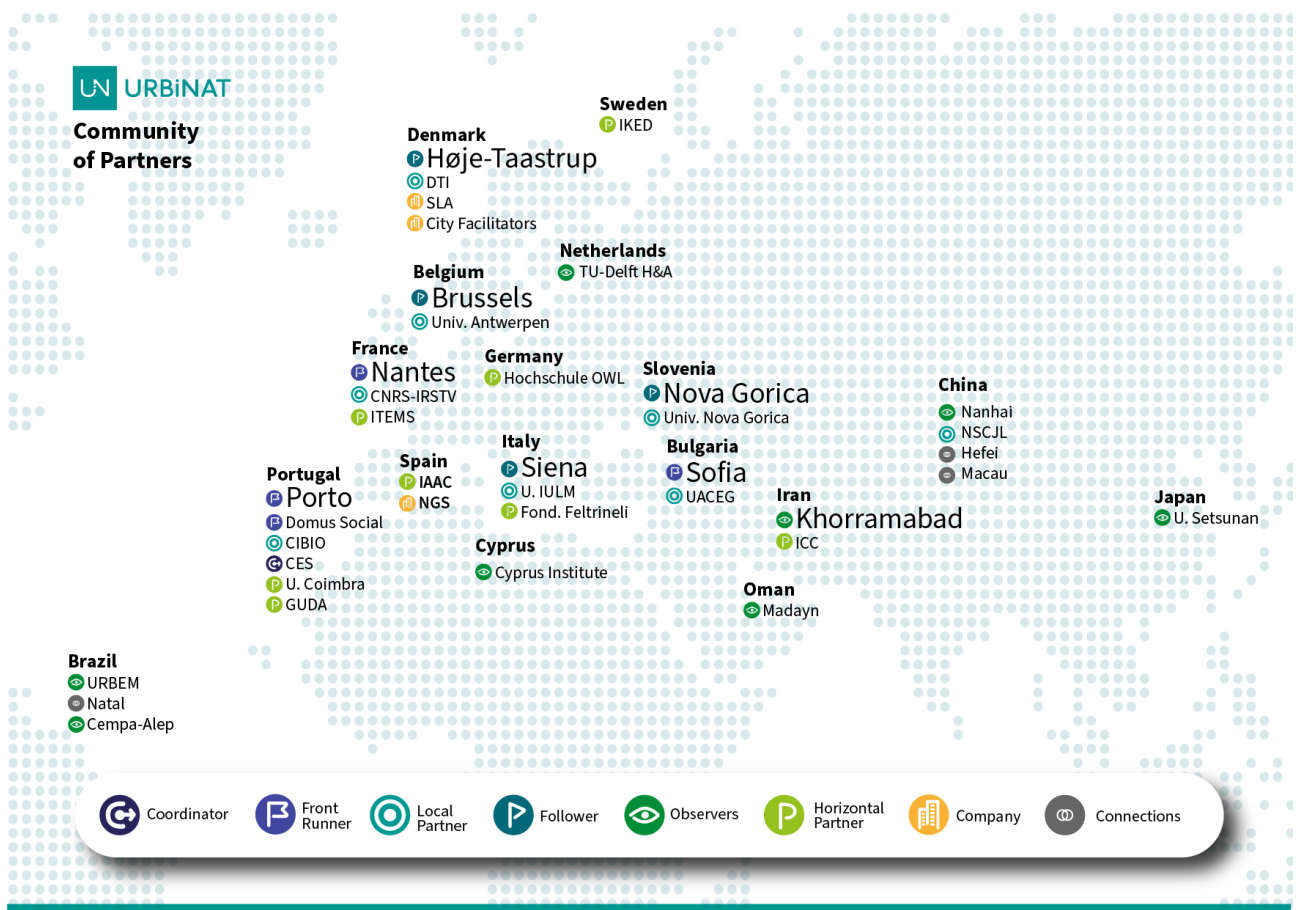 UN URBiNAT
Community
of Partners
Sweden
IKED
Denmark
Høje-Taastrup
DTI
SLA
City Facilitators
Netherlands
TU-Delft H&A
Belgium
Brussels
Univ. Antwerpen
France
Nantes
CNRS-IRSTV
ITEMS
Germany
Hochschule OWL
Slovenia
Nova Gorica
Univ. Nova Gorica
China
Nanhai
NSCJL
Hefei
Macau
Italy
Siena
U. IULM
Fond. Feltrineli
Bulgaria
Sofia
UACEG
Spain
IAAC
NGS
Portugal
Porto
Domus Social
CIBIO
CES
U. Coimbra
GUDA
Iran
Khorramabad
ICC
Japan
U. Setsunan
Cyprus
Cyprus Institute
Oman
Madayn
Brazil
URBEM
Natal
Cempa-Alep
Coordinator
Front
Runner
Local
Partner
Follower
Observers
Horizontal
Partner
Company
Connections